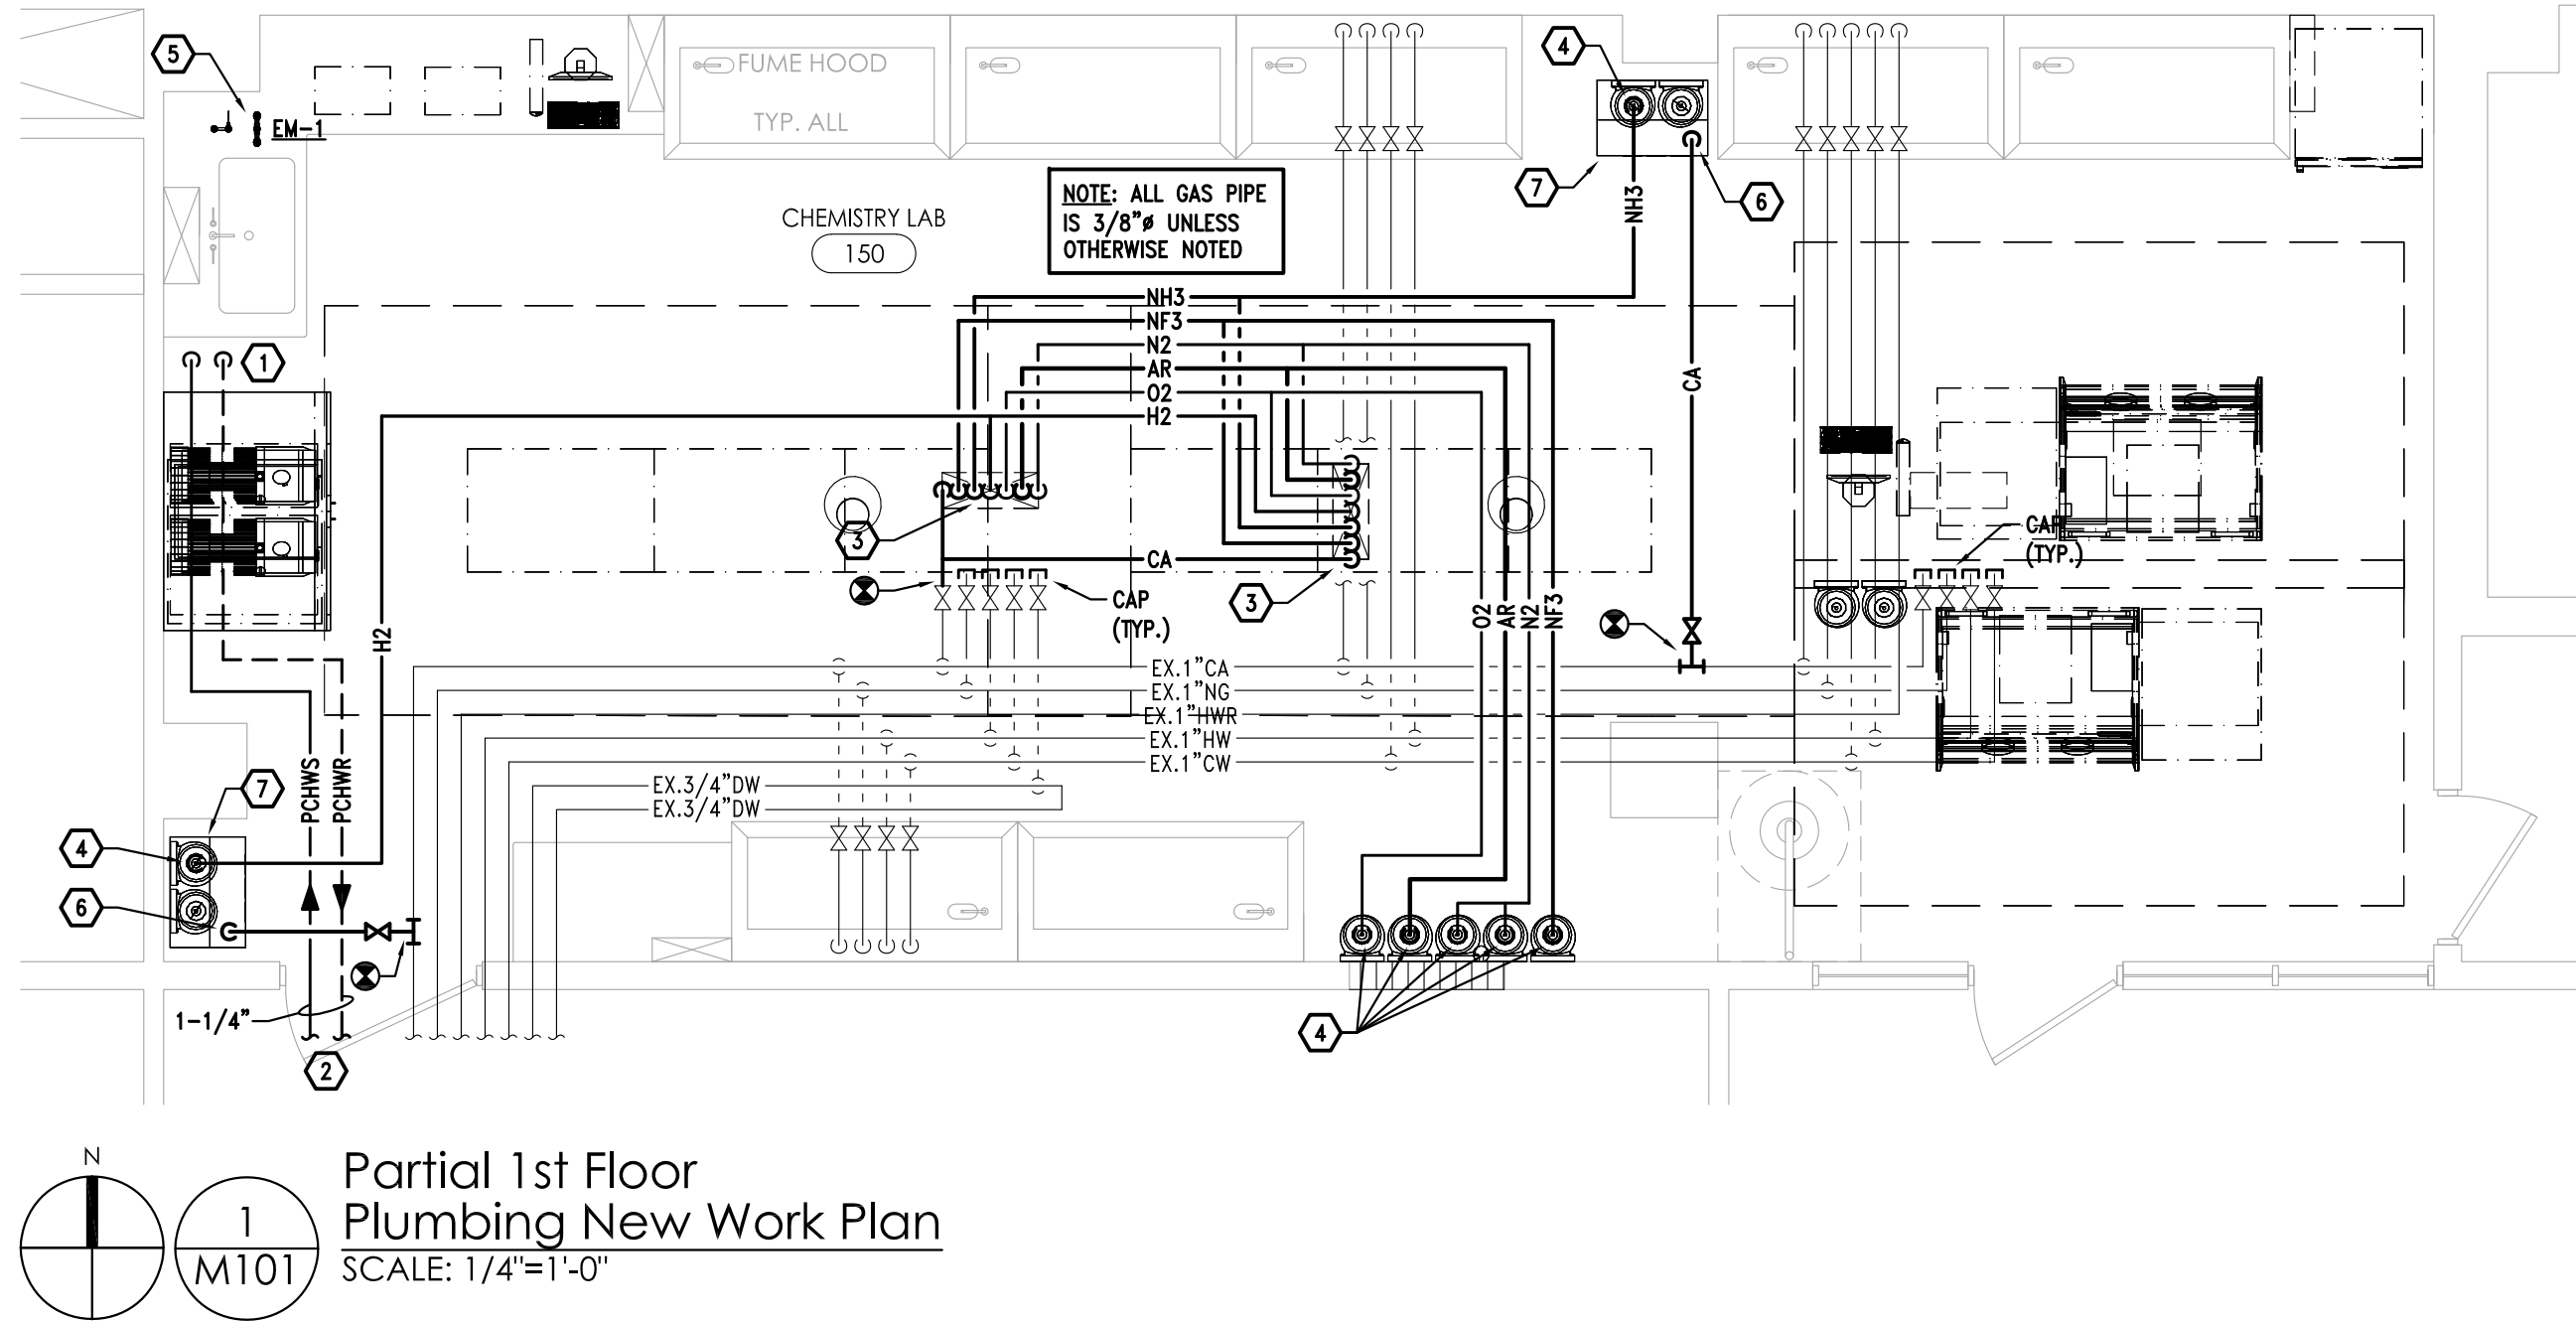 5
EM-1
FUME HOOD
TYP. ALL
4
7
6
NH3
CHEMISTRY LAB
150
NOTE: ALL GAS PIPE
IS 3/8"ø UNLESS
OTHERWISE NOTED
NH3
NF3
N2
AR
O2
H2
CA
1
3
CA
3
CAP
(TYP.)
CAP
(TYP.)
H2
O2
AR
N2
NF3
EX.1"CA
EX.1"NG
EX.1"HWR
EX.1"HW
EX.1"CW
EX.3/4"DW
EX.3/4"DW
PCHWS
PCHWR
7
4
6
1-1/4"
2
4
N
1
M101
Partial 1st Floor
Plumbing New Work Plan
SCALE: 1/4"=1'-0"